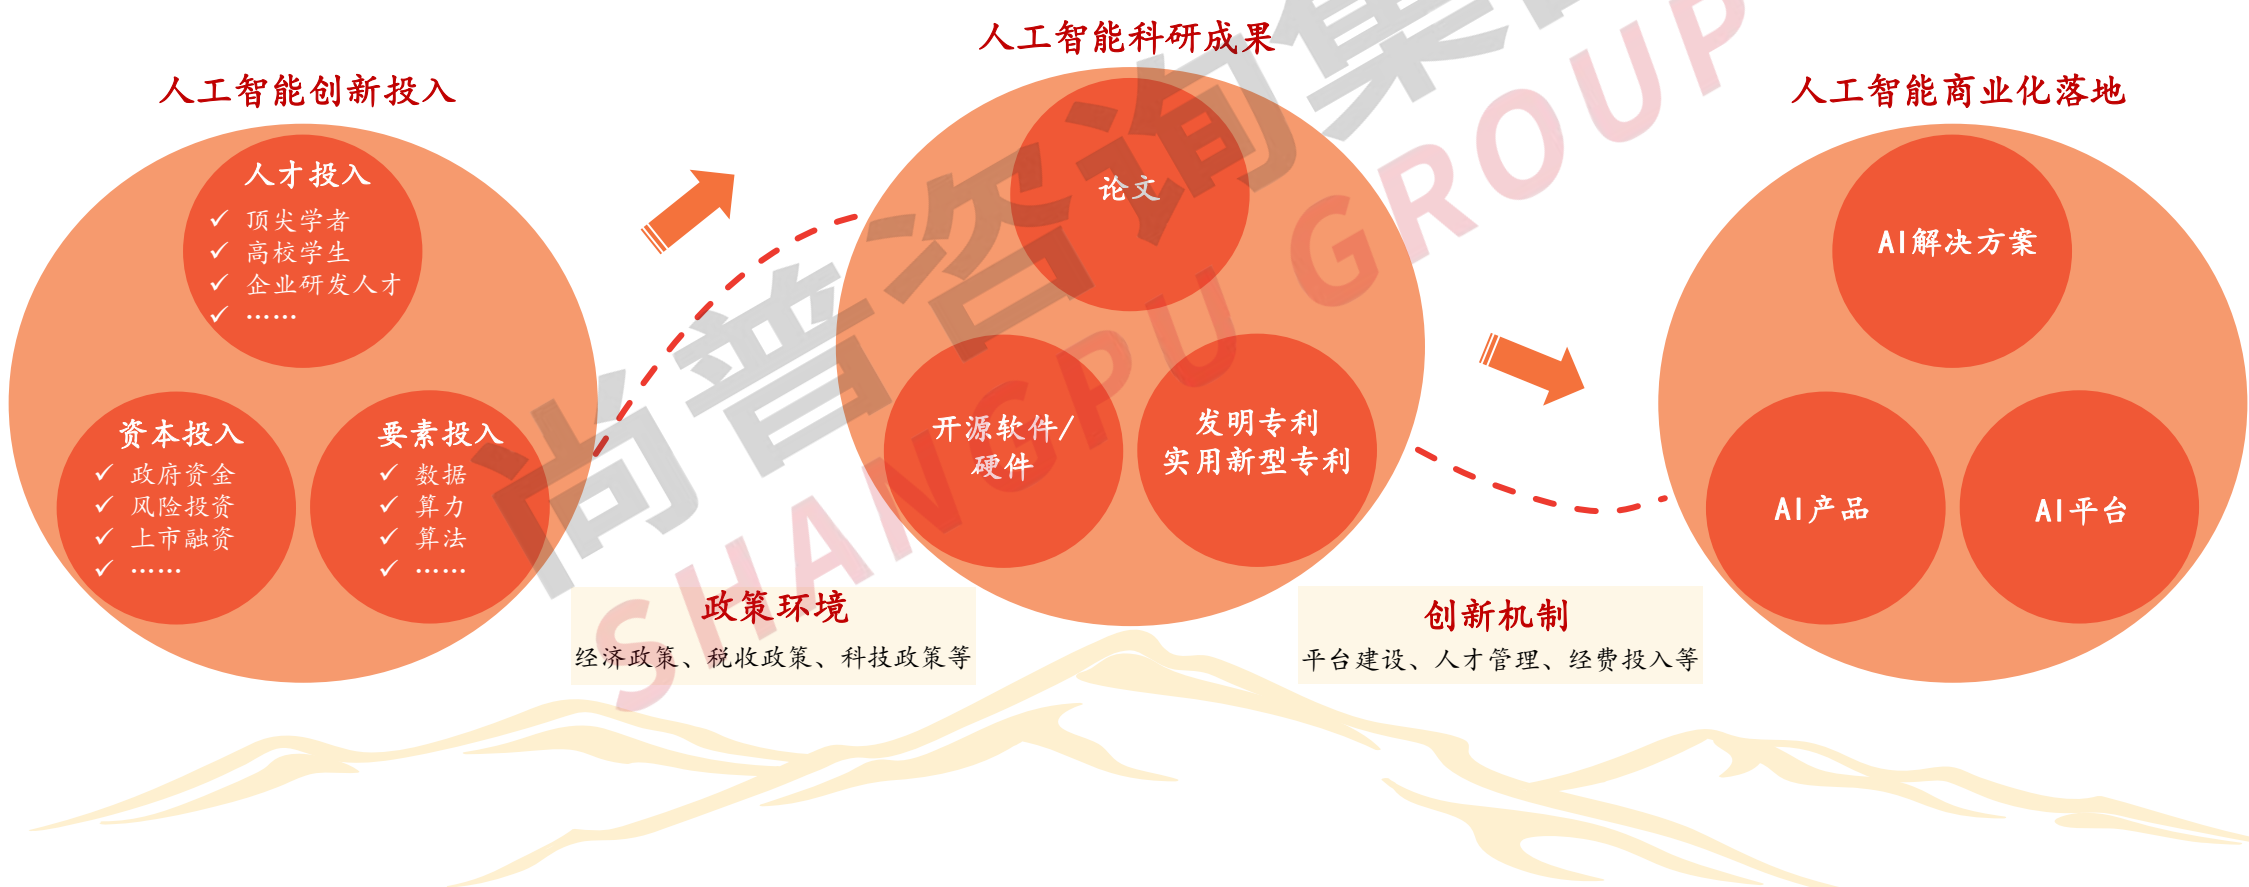 人工智能创新投入
人才投入
✓ 顶尖学者
✓ 高校学生
✓ 企业研发人才
✓ ……
资本投入
✓ 政府资金
✓ 风险投资
✓ 上市融资
✓ ……
要素投入
✓ 数据
✓ 算力
✓ 算法
✓ ……
人工智能科研成果
论文
开源软件/
硬件
发明专利
实用新型专利
人工智能商业化落地
AI解决方案
AI产品
AI平台
政策环境
经济政策、税收政策、科技政策等
创新机制
平台建设、人才管理、经费投入等
尚普咨询集
SHANGPU GROUP